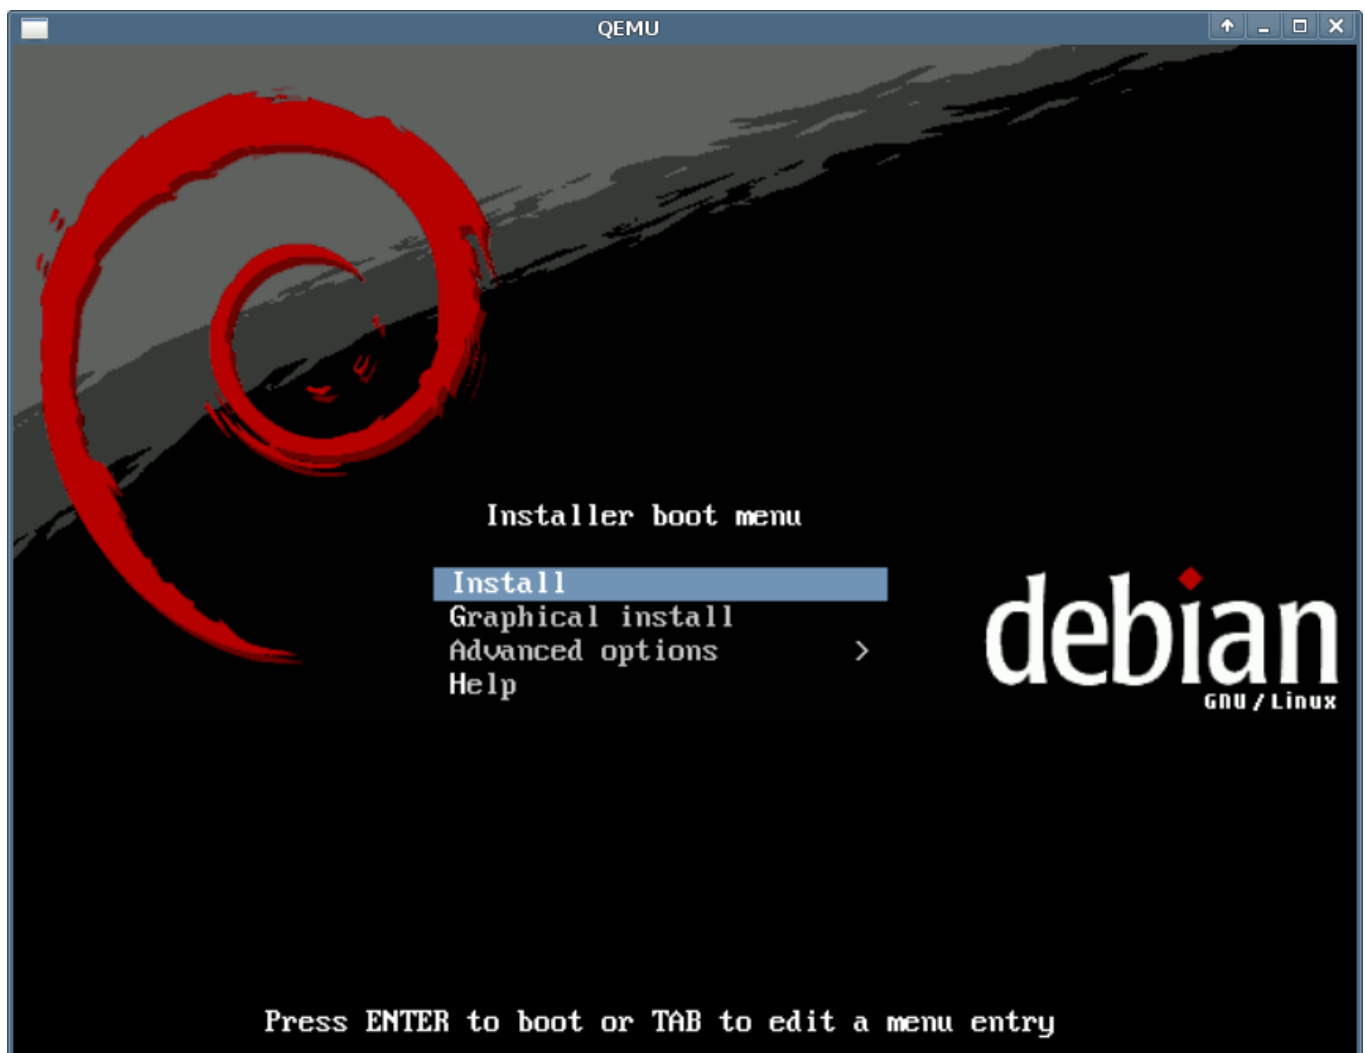 QEMU
Installer boot menu
Install
Graphical install
Advanced options >
Help
debian
GNU / Linux
Press ENTER to boot or TAB to edit a menu entry